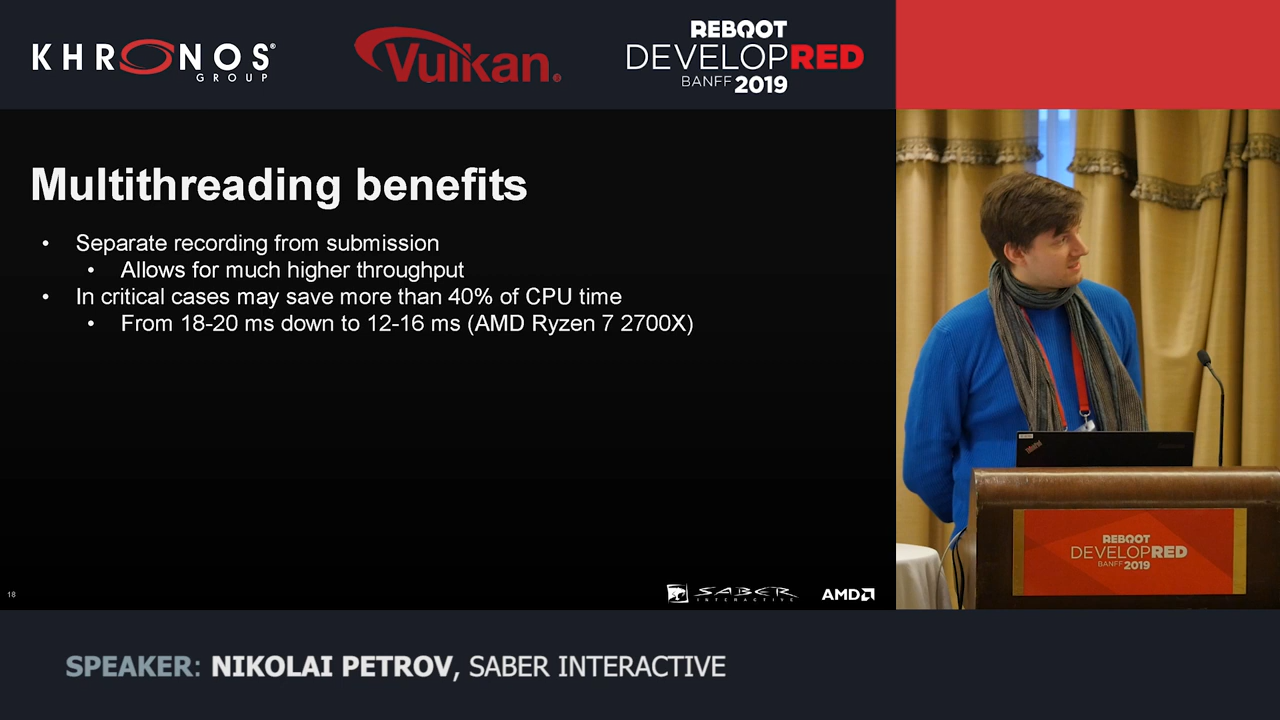 KHRONOS®
GROUP
Vulkan®
REBOOT
DEVELOPRED
BANFF 2019
Multithreading benefits
• Separate recording from submission
• Allows for much higher throughput
• In critical cases may save more than 40% of CPU time
• From 18-20 ms down to 12-16 ms (AMD Ryzen 7 2700X)
18
SABER
INTERACTIVE
AMD
ThinkPad
REBOOT
DEVELOPRED
BANFF 2019
SPEAKER: NIKOLAI PETROV, SABER INTERACTIVE